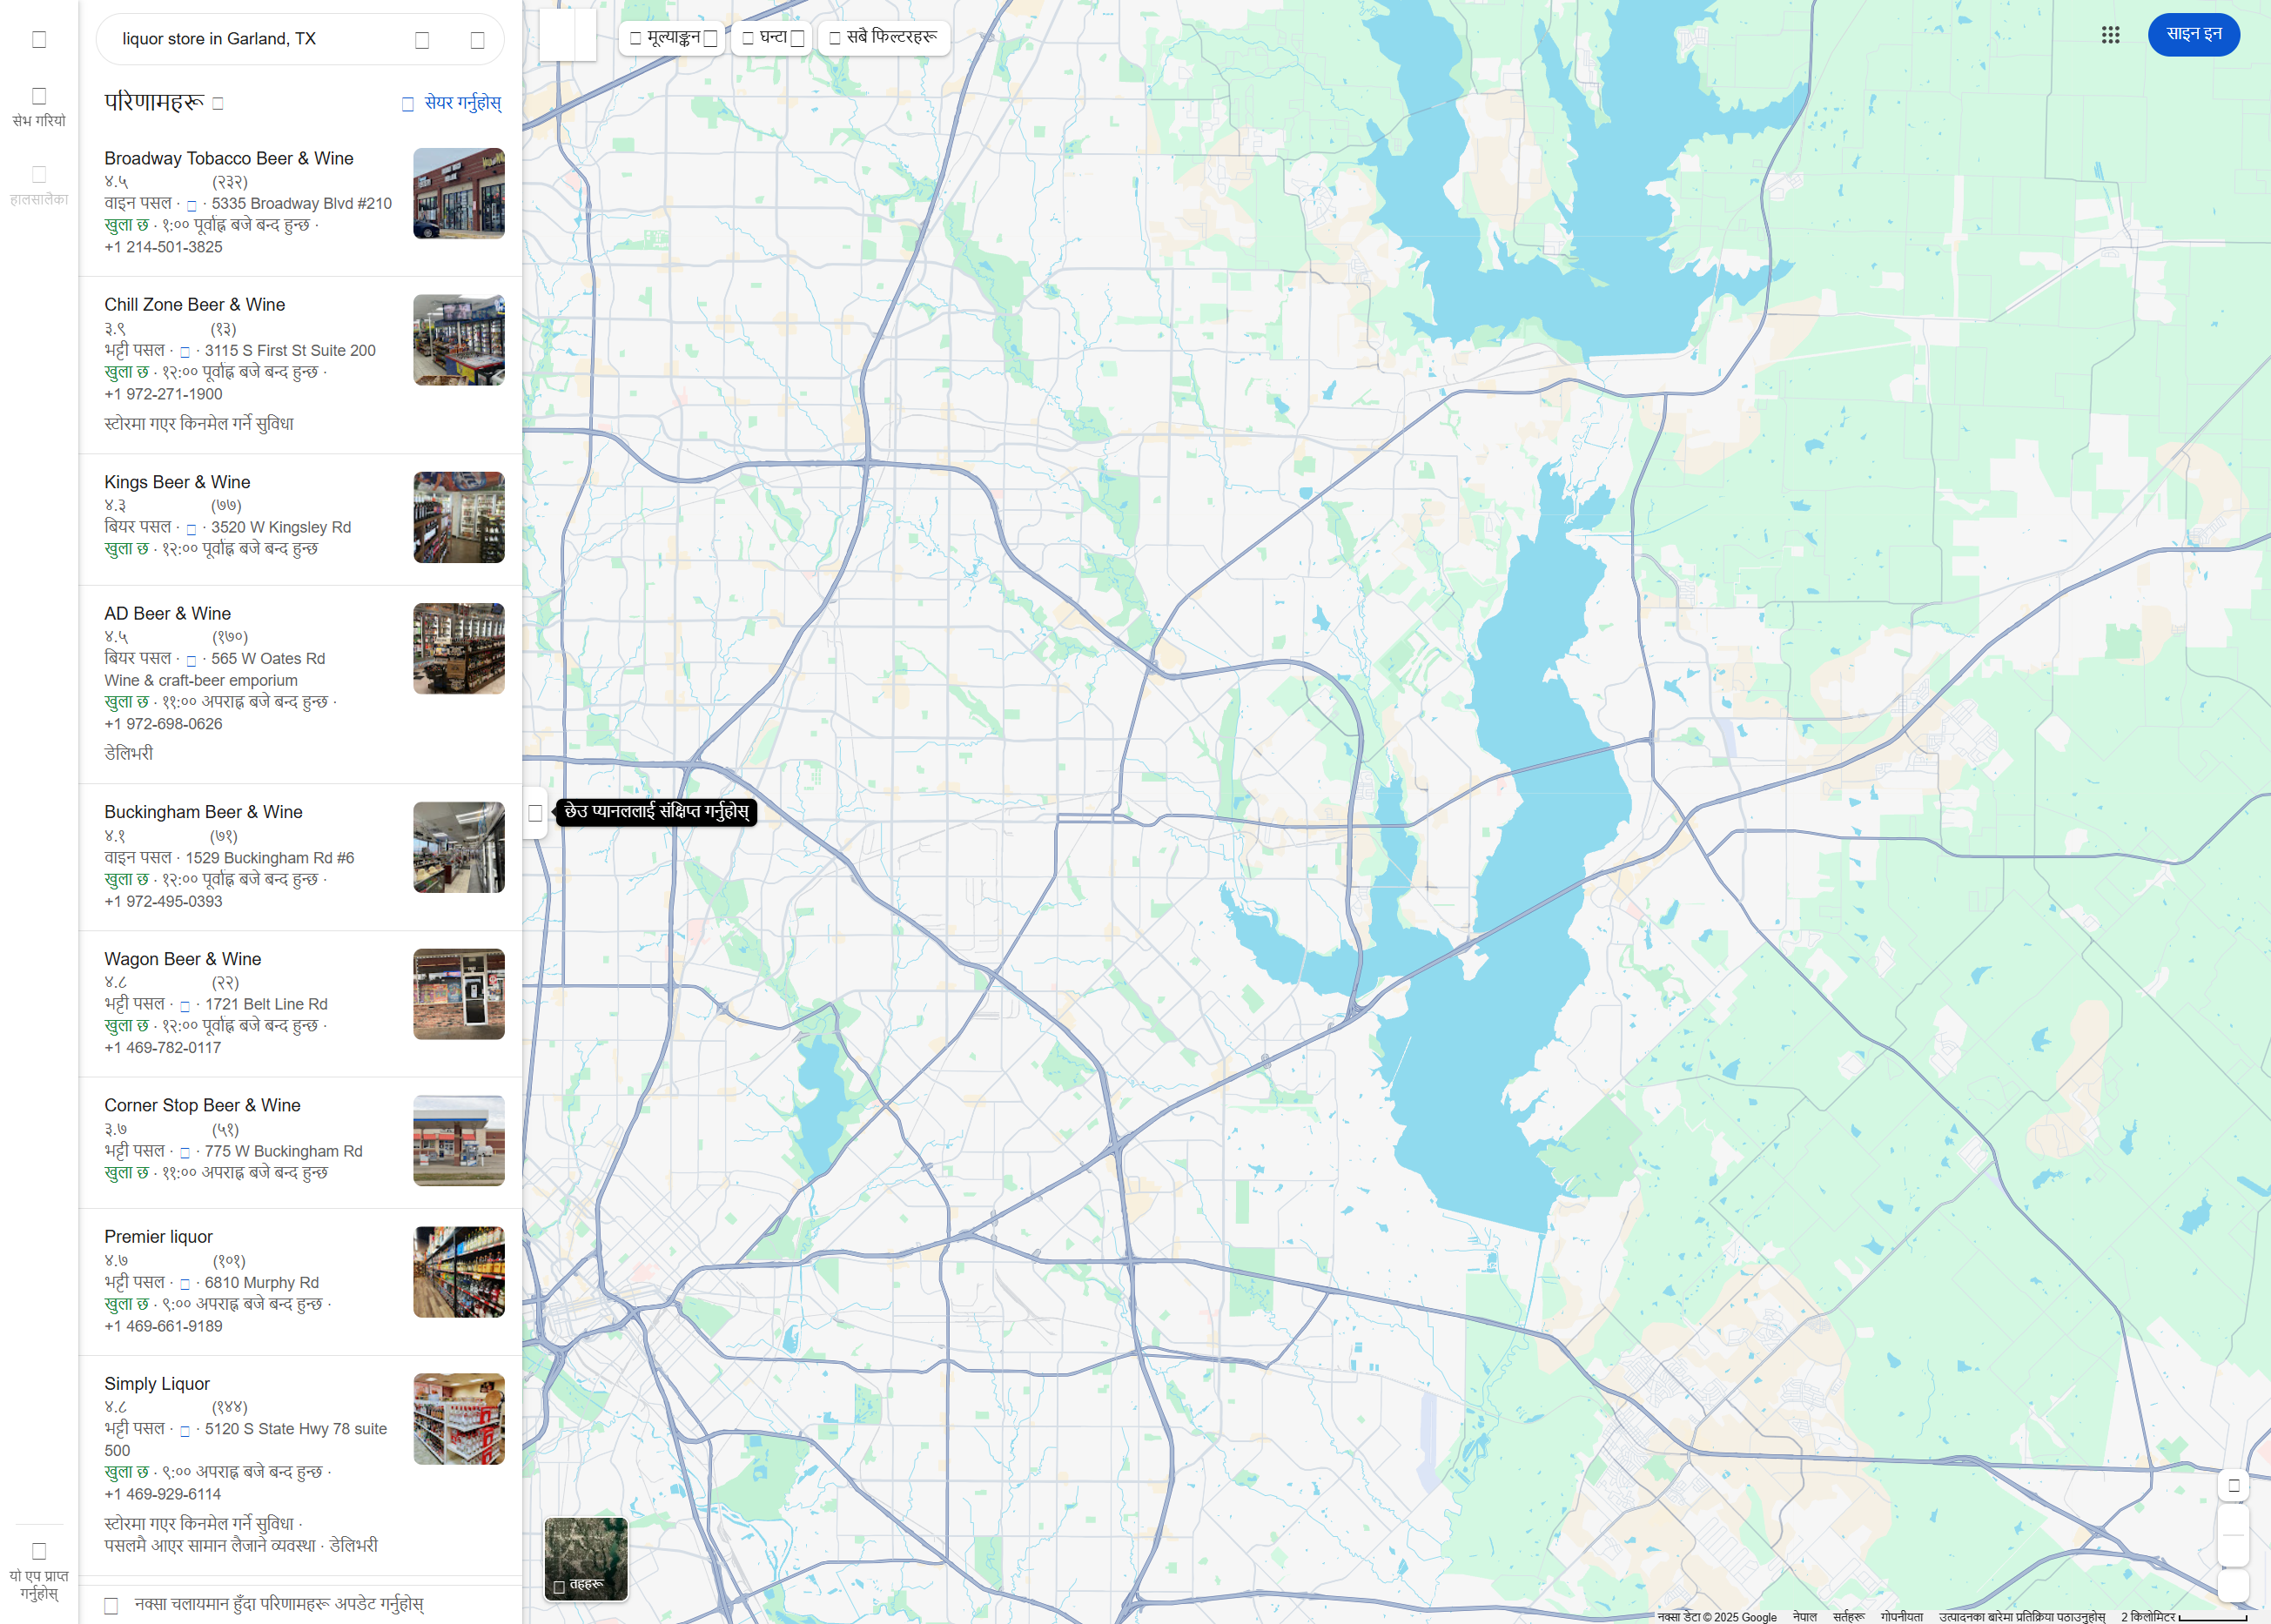 liquor store in Garland, TX
मूल्याङ्कन
घन्टा
सबै फिल्टरहरू
साइन इन
सेभ गरियो
हालसालैका
परिणामहरू
सेयर गर्नुहोस्
Broadway Tobacco Beer & Wine
४.५ (२३२)
वाइन पसल · · 5335 Broadway Blvd #210
खुला छ · १:०० पूर्वाह्न बजे बन्द हुन्छ ·
+1 214-501-3825
Chill Zone Beer & Wine
३.९ (१३)
भट्टी पसल · · 3115 S First St Suite 200
खुला छ · १२:०० पूर्वाह्न बजे बन्द हुन्छ ·
+1 972-271-1900
स्टोरमा गएर किनमेल गर्ने सुविधा
Kings Beer & Wine
४.३ (७७)
बियर पसल · · 3520 W Kingsley Rd
खुला छ · १२:०० पूर्वाह्न बजे बन्द हुन्छ
AD Beer & Wine
४.५ (१७०)
बियर पसल · · 565 W Oates Rd
Wine & craft-beer emporium
खुला छ · ११:०० अपराह्न बजे बन्द हुन्छ ·
+1 972-698-0626
डेलिभरी
Buckingham Beer & Wine
४.१ (७१)
वाइन पसल · 1529 Buckingham Rd #6
खुला छ · १२:०० पूर्वाह्न बजे बन्द हुन्छ ·
+1 972-495-0393
छेउ प्यानललाई संक्षिप्त गर्नुहोस्
Wagon Beer & Wine
४.८ (२२)
भट्टी पसल · · 1721 Belt Line Rd
खुला छ · १२:०० पूर्वाह्न बजे बन्द हुन्छ ·
+1 469-782-0117
Corner Stop Beer & Wine
३.७ (५१)
भट्टी पसल · · 775 W Buckingham Rd
खुला छ · ११:०० अपराह्न बजे बन्द हुन्छ
Premier liquor
४.७ (१०१)
भट्टी पसल · · 6810 Murphy Rd
खुला छ · ९:०० अपराह्न बजे बन्द हुन्छ ·
+1 469-661-9189
Simply Liquor
४.८ (१४४)
भट्टी पसल · · 5120 S State Hwy 78 suite
500
खुला छ · ९:०० अपराह्न बजे बन्द हुन्छ ·
+1 469-929-6114
स्टोरमा गएर किनमेल गर्ने सुविधा ·
पसलमै आएर सामान लैजाने व्यवस्था · डेलिभरी
यो एप प्राप्त
गर्नुहोस्
नक्सा चलायमान हुँदा परिणामहरू अपडेट गर्नुहोस्
तहहरू
नक्सा डेटा © 2025 Google नेपाल सर्तहरू गोपनीयता उत्पादनका बारेमा प्रतिक्रिया पठाउनुहोस् 2 किलोमिटर